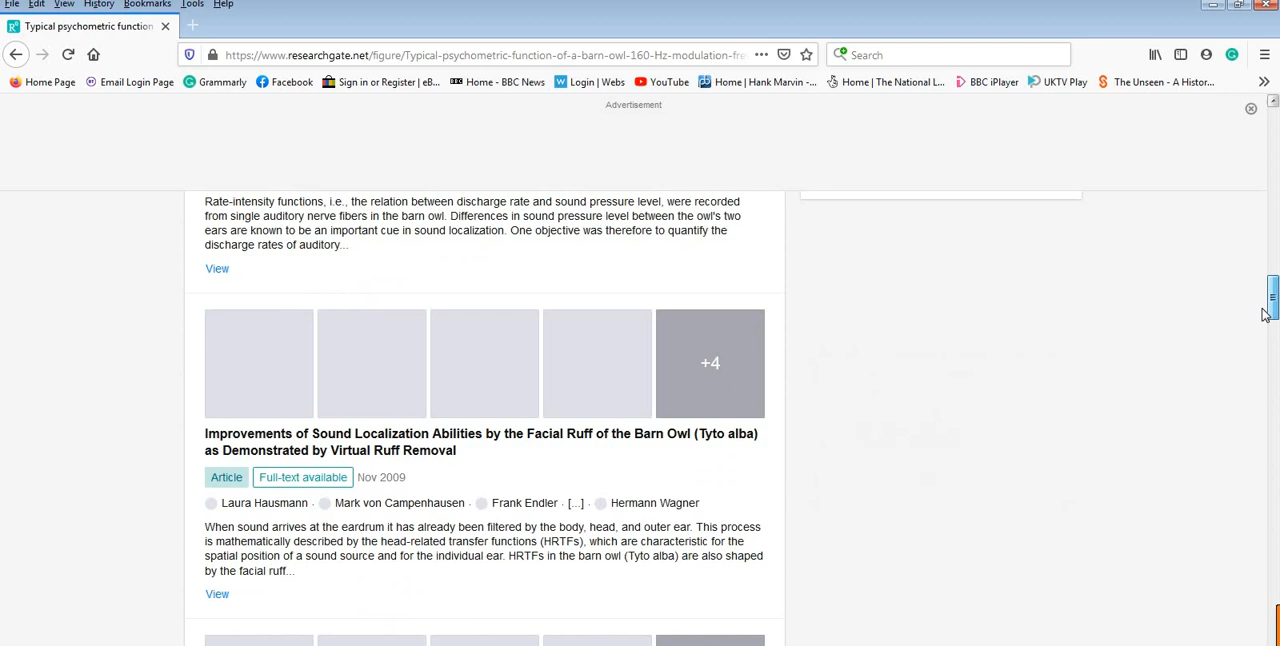 File Edit View History Bookmarks Tools Help
Typical psychometric function
https://www.researchgate.net/figure/Typical-psychometric-function-of-a-barn-owl-160-Hz-modulation-fre
Search
Home Page Email Login Page Grammarly Facebook Sign in or Register | eB... Home - BBC News Login | Webs YouTube Home | Hank Marvin -... Home | The National L... BBC iPlayer UKTV Play The Unseen - A Histor...
Advertisement
Rate-intensity functions, i.e., the relation between discharge rate and sound pressure level, were recorded
from single auditory nerve fibers in the barn owl. Differences in sound pressure level between the owl's two
ears are known to be an important cue in sound localization. One objective was therefore to quantify the
discharge rates of auditory...
View
+4
Improvements of Sound Localization Abilities by the Facial Ruff of the Barn Owl (Tyto alba)
as Demonstrated by Virtual Ruff Removal
Article Full-text available Nov 2009
Laura Hausmann · Mark von Campenhausen · Frank Endler · [...] · Hermann Wagner
When sound arrives at the eardrum it has already been filtered by the body, head, and outer ear. This process
is mathematically described by the head-related transfer functions (HRTFs), which are characteristic for the
spatial position of a sound source and for the individual ear. HRTFs in the barn owl (Tyto alba) are also shaped
by the facial ruff...
View